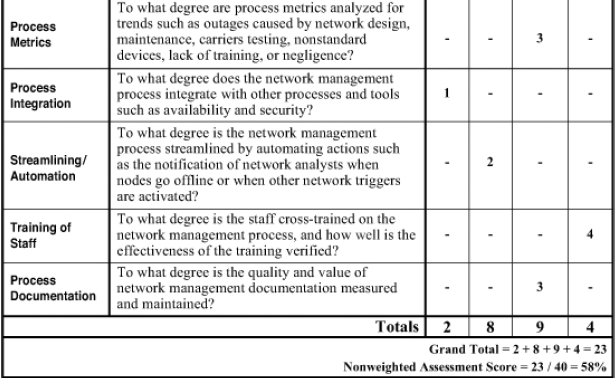 To what degree are process metrics analyzed for
Process trends such as outages caused by network design,
Metrics maintenance, carriers testing, nonstandard - - 3 -
devices, lack of training, or negligence?
To what degree does the network management
Process process integrate with other processes and tools 1 - - -
Integration such as availability and security?
To what degree is the network management
process streamlined by automating actions such
Streamlining/ as the notification of network analysts when - 2 - -
Automation nodes go offline or when other network triggers
are activated?
Training of To what degree is the staff cross-trained on the
Staff network management process, and how well is the - - - 4
effectiveness of the training verified?
Process To what degree is the quality and value of
Documentation network management documentation measured - - 3 -
and maintained?
Totals 2 8 9 4
Grand Total = 2 + 8 + 9 + 4 = 23
Nonweighted Assessment Score = 23 / 40 = 58%